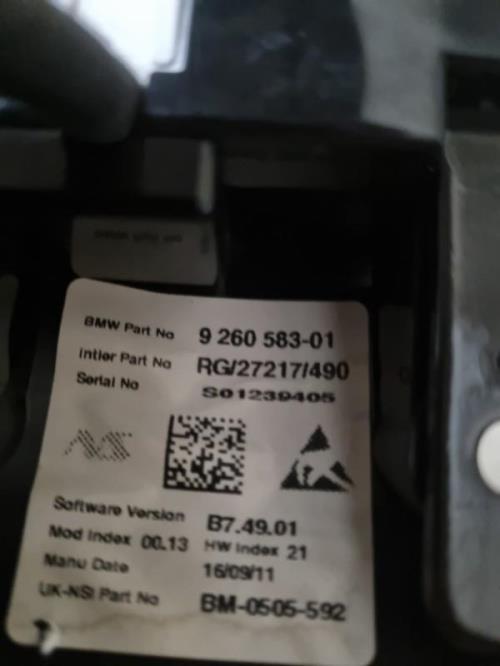 BMW Part No 9 260 583-01
Intier Part No RG/27217/490
Serial No S01239405
Software Version B7.49.01
Mod Index 00.13 HW Index 21
Manu Date 16/09/11
UK-NSI Part No BM-0505-592